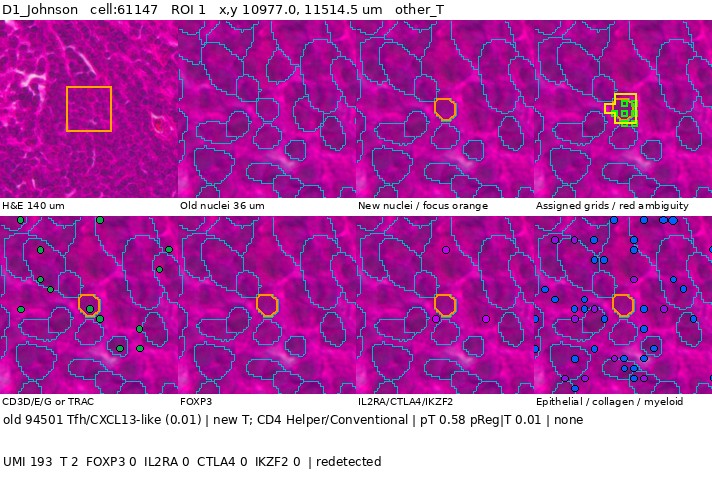 D1_Johnson   cell:61147   ROI 1   x,y 10977.0, 11514.5 um   other_T
H&E 140 um
Old nuclei 36 um
New nuclei / focus orange
Assigned grids / red ambiguity
CD3D/E/G or TRAC
FOXP3
IL2RA/CTLA4/IKZF2
Epithelial / collagen / myeloid
old 94501 Tfh/CXCL13-like (0.01) | new T; CD4 Helper/Conventional | pT 0.58 pReg|T 0.01 | none
UMI 193  T 2  FOXP3 0  IL2RA 0  CTLA4 0  IKZF2 0  | redetected